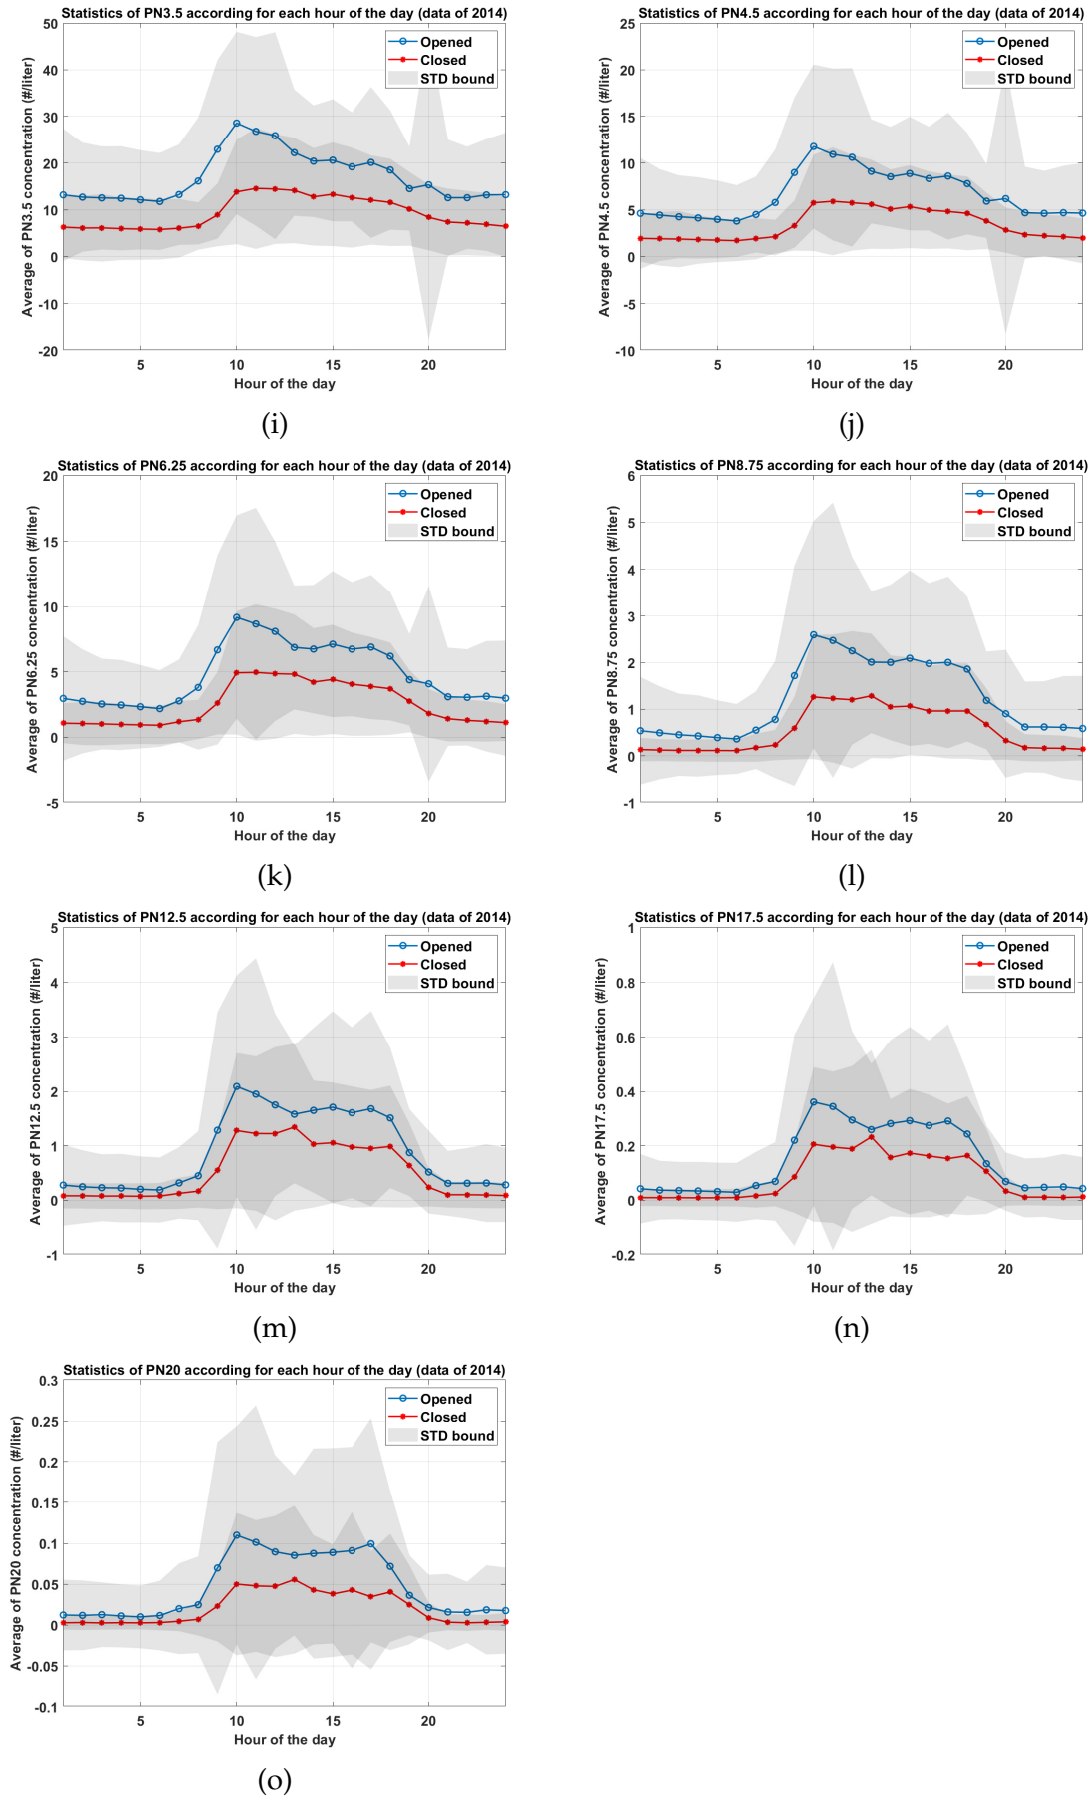 Statistics of PN3.5 according for each hour of the day (data of 2014)
50
40
30
20
10
0
-10
-20
Average of PN3.5 concentration (#/liter)
Opened
Closed
STD bound
5
10
15
20
Hour of the day
(i)
Statistics of PN4.5 according for each hour of the day (data of 2014)
25
20
15
10
5
0
-5
-10
Average of PN4.5 concentration (#/liter)
Opened
Closed
STD bound
5
10
15
20
Hour of the day
(j)
Statistics of PN6.25 according for each hour of the day (data of 2014)
20
15
10
5
0
-5
Average of PN6.25 concentration (#/liter)
Opened
Closed
STD bound
5
10
15
20
Hour of the day
(k)
Statistics of PN8.75 according for each hour of the day (data of 2014)
6
5
4
3
2
1
0
-1
Average of PN8.75 concentration (#/liter)
Opened
Closed
STD bound
5
10
15
20
Hour of the day
(l)
Statistics of PN12.5 according for each hour of the day (data of 2014)
5
4
3
2
1
0
-1
Average of PN12.5 concentration (#/liter)
Opened
Closed
STD bound
5
10
15
20
Hour of the day
(m)
Statistics of PN17.5 according for each hour of the day (data of 2014)
1
0.8
0.6
0.4
0.2
0
-0.2
Average of PN17.5 concentration (#/liter)
Opened
Closed
STD bound
5
10
15
20
Hour of the day
(n)
Statistics of PN20 according for each hour of the day (data of 2014)
0.3
0.25
0.2
0.15
0.1
0.05
0
-0.05
-0.1
Average of PN20 concentration (#/liter)
Opened
Closed
STD bound
5
10
15
20
Hour of the day
(o)